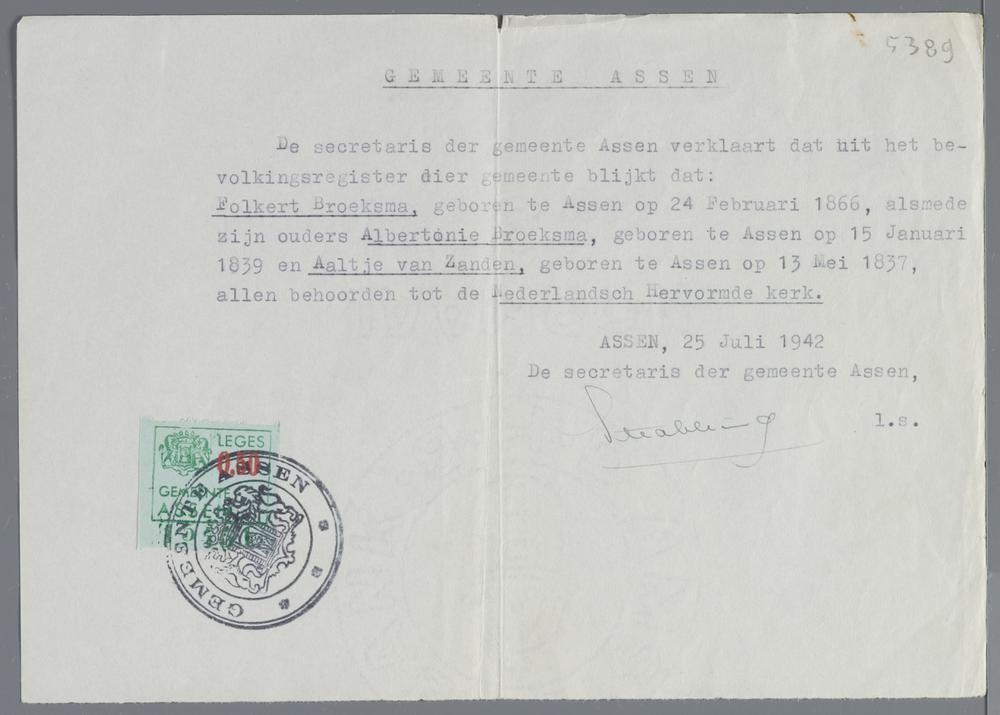 5389
GEMEENTE ASSEN
De secretaris der gemeente Assen verklaart dat uit het be-
volkingsregister dier gemeente blijkt dat:
Folkert Broeksma, geboren te Assen op 24 Februari 1866, alsmede
zijn ouders Albertonie Broeksma, geboren te Assen op 15 Januari
1839 en Aaltje van Zanden, geboren te Assen op 13 Mei 1837,
allen behoorden tot de Nederlandsch Hervormde kerk.
ASSEN, 25 Juli 1942
De secretaris der gemeente Assen,
l.s.
LEGES
0,50
GEMEENTE
ASSEN
GEMEENTE ASSEN